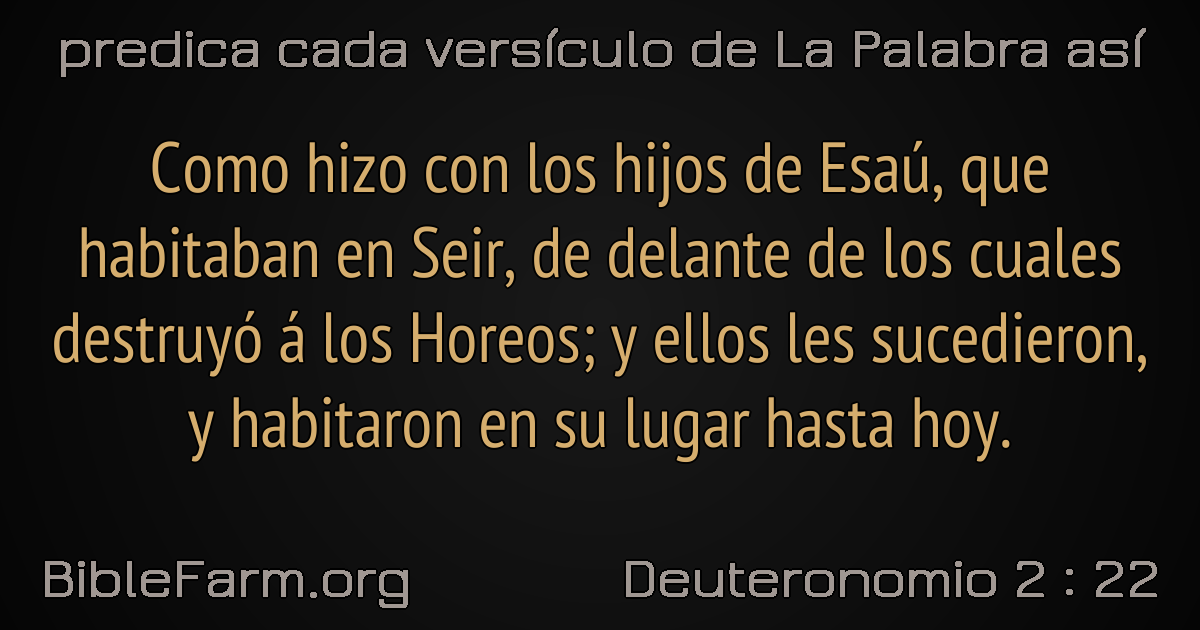 predica cada versículo de La Palabra así
Como hizo con los hijos de Esaú, que
habitaban en Seir, de delante de los cuales
destruyó á los Horeos; y ellos les sucedieron,
y habitaron en su lugar hasta hoy.
BibleFarm.org
Deuteronomio 2 : 22